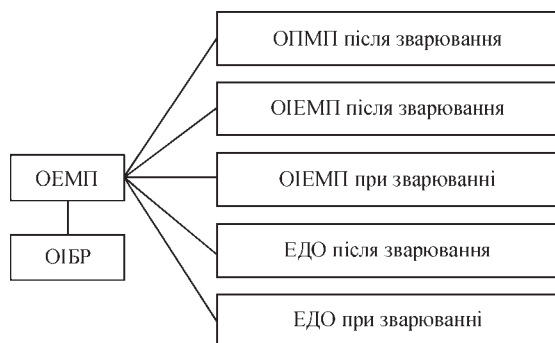 ОПМП після зварювання
ОІЕМП після зварювання
ОЕМП
ОІЕМП при зварюванні
ОІБР
ЕДО після зварювання
ЕДО при зварюванні